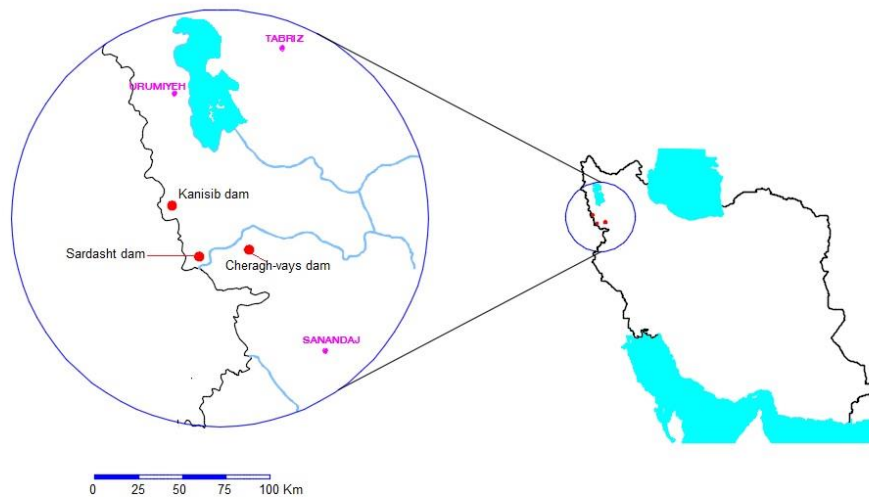 TABRIZ
URUMIYEH
Kanisib dam
Sardasht dam
Cheragh-vays dam
SANANDAJ
0 25 50 75 100 Km